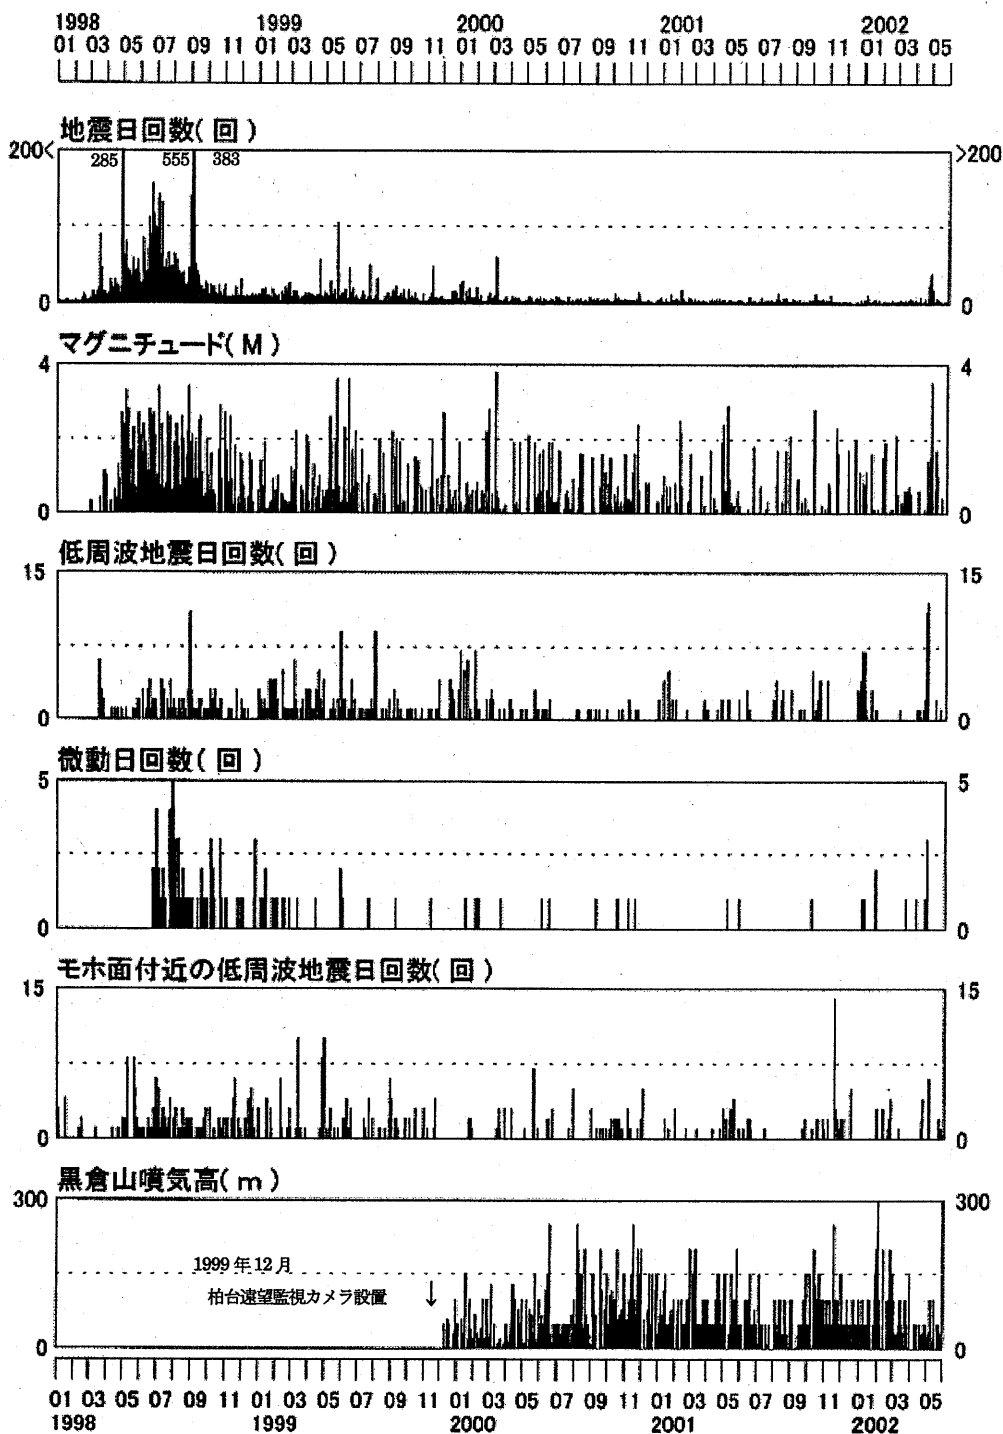 1998 1999 2000 2001 2002
01 03 05 07 09 11 01 03 05 07 09 11 01 03 05 07 09 11 01 03 05 07 09 11 01 03 05
地震日回数(回)
200< 285 555 383 >200
0 0
マグニチュード(M)
4 4
2 2
0 0
低周波地震日回数(回)
15 15
0 0
微動日回数(回)
5 5
0 0
モホ面付近の低周波地震日回数(回)
15 15
0 0
黒倉山噴気高(m)
300 300
1999年12月
柏台遠望監視カメラ設置 ↓
0 0
01 03 05 07 09 11 01 03 05 07 09 11 01 03 05 07 09 11 01 03 05 07 09 11 01 03 05
1998 1999 2000 2001 2002